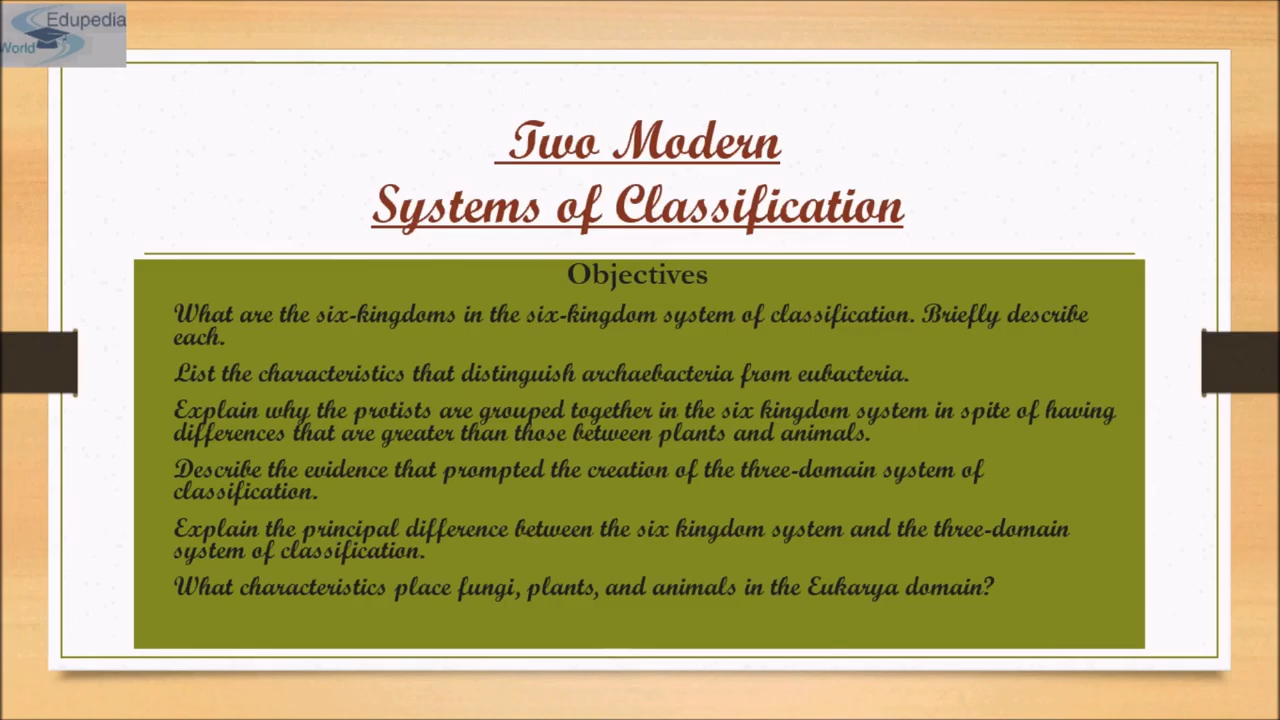 Edupedia
World
Two Modern
Systems of Classification
Objectives
What are the six-kingdoms in the six-kingdom system of classification. Briefly describe
each.
List the characteristics that distinguish archaebacteria from eubacteria.
Explain why the protists are grouped together in the six kingdom system in spite of having
differences that are greater than those between plants and animals.
Describe the evidence that prompted the creation of the three-domain system of
classification.
Explain the principal difference between the six kingdom system and the three-domain
system of classification.
What characteristics place fungi, plants, and animals in the Eukarya domain?